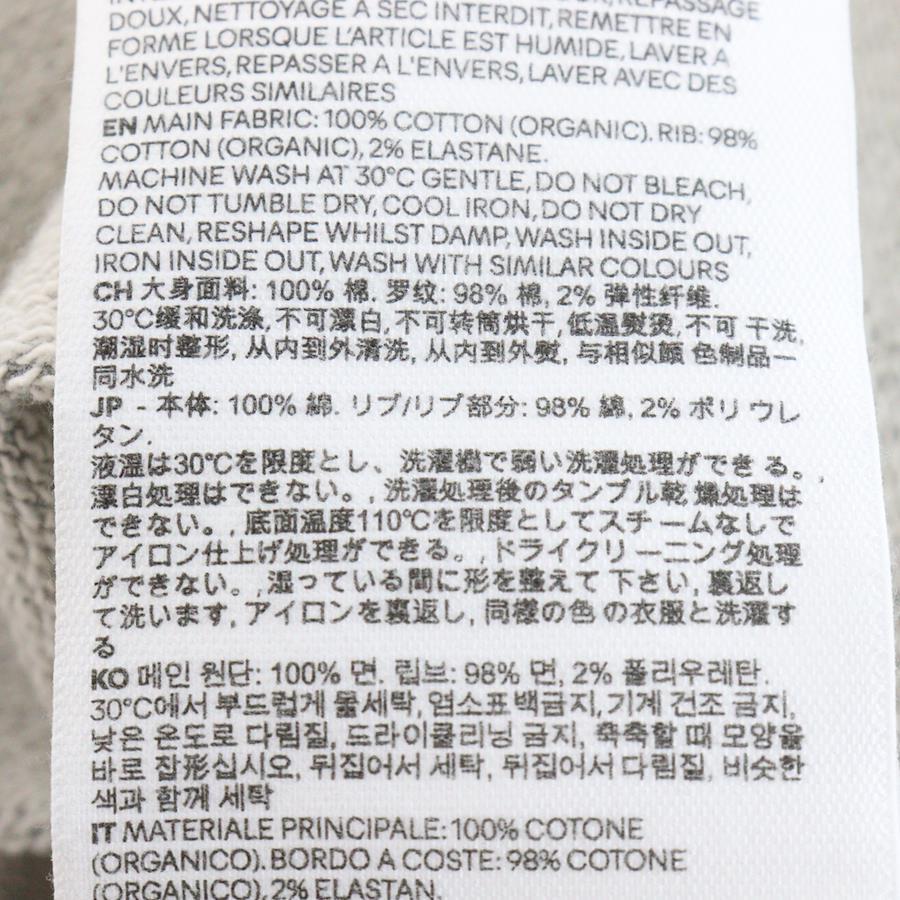 DOUX, NETTOYAGE A SEC INTERDIT, REMETTRE EN
FORME LORSQUE L'ARTICLE EST HUMIDE, LAVER A
L'ENVERS, REPASSER A L'ENVERS, LAVER AVEC DES
COULEURS SIMILAIRES
EN MAIN FABRIC: 100% COTTON (ORGANIC). RIB: 98%
COTTON (ORGANIC), 2% ELASTANE.
MACHINE WASH AT 30°C GENTLE, DO NOT BLEACH,
DO NOT TUMBLE DRY, COOL IRON, DO NOT DRY
CLEAN, RESHAPE WHILST DAMP, WASH INSIDE OUT,
IRON INSIDE OUT, WASH WITH SIMILAR COLOURS
CH 大身面料: 100% 棉. 罗纹: 98% 棉, 2% 弹性纤维.
30°C缓和洗涤, 不可漂白, 不可转筒烘干, 低温熨烫, 不可 干洗,
潮湿时整形, 从内到外清洗, 从内到外熨, 与相似颜 色制品一
同水洗
JP - 本体: 100% 綿. リブ/リブ部分: 98% 綿, 2% ポリ ウレ
タン.
液温は30℃を限度とし、洗濯機で弱い洗濯処理ができ る。,
漂白処理はできない。, 洗濯処理後のタンブル乾 燥処理は
できない。, 底面温度110℃を限度としてスチ ームなしで
アイロン仕上げ処理ができる。, ドライクリ ーニング処理
ができない。, 湿っている間に形を整えて 下さい, 裏返し
て洗います, アイロンを裏返し, 同様の色 の衣服と洗濯す
る
KO 메인 원단: 100% 면. 립브: 98% 면, 2% 폴리우레탄.
30°C에서 부드럽게 물세탁, 염소표백금지, 기계 건조 금지,
낮은 온도로 다림질, 드라이클리닝 금지, 축축할 때 모양을
바로 잡형십시오, 뒤집어서 세탁, 뒤집어서 다림질, 비슷한
색과 함께 세탁
IT MATERIALE PRINCIPALE: 100% COTONE
(ORGANICO). BORDO A COSTE: 98% COTONE
(ORGANICO), 2% ELASTAN.